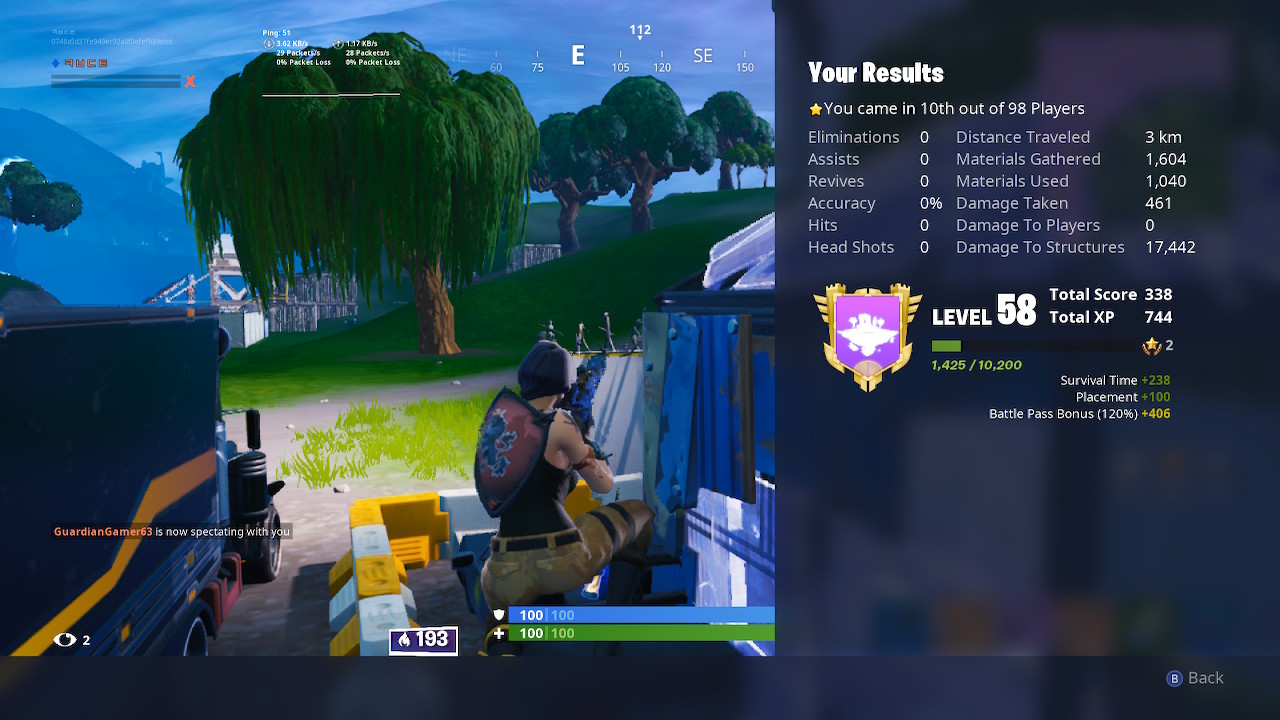 Ping: 51
3.62 KB/s 1.17 KB/s
29 Packets/s 28 Packets/s
0% Packet Loss 0% Packet Loss
112
NE 60 75 E 105 120 SE 150
GuardianGamer63 is now spectating with you
2
193
100 100
100 100
Your Results
You came in 10th out of 98 Players
Eliminations 0 Distance Traveled 3 km
Assists 0 Materials Gathered 1,604
Revives 0 Materials Used 1,040
Accuracy 0% Damage Taken 461
Hits 0 Damage To Players 0
Head Shots 0 Damage To Structures 17,442
LEVEL 58 Total Score 338
Total XP 744
2
1,425 / 10,200
Survival Time +238
Placement +100
Battle Pass Bonus (120%) +406
B Back